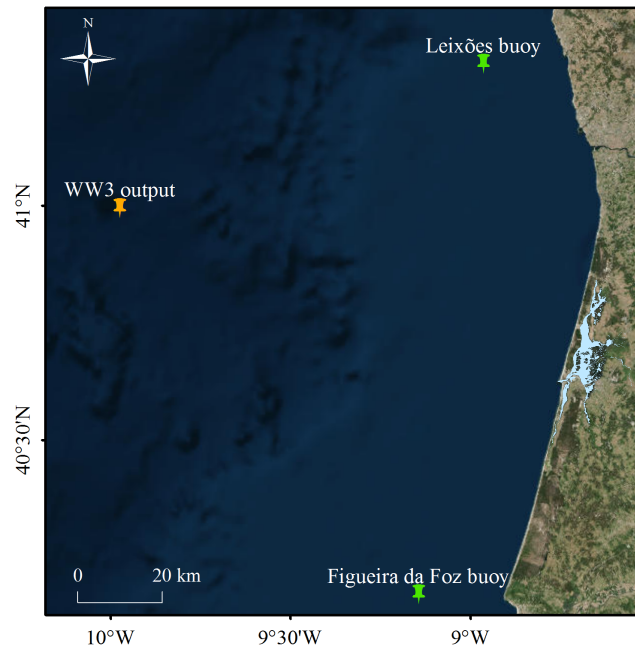 N
Leixões buoy
WW3 output
41°N
40°30'N
Figueira da Foz buoy
0 20 km
10°W 9°30'W 9°W